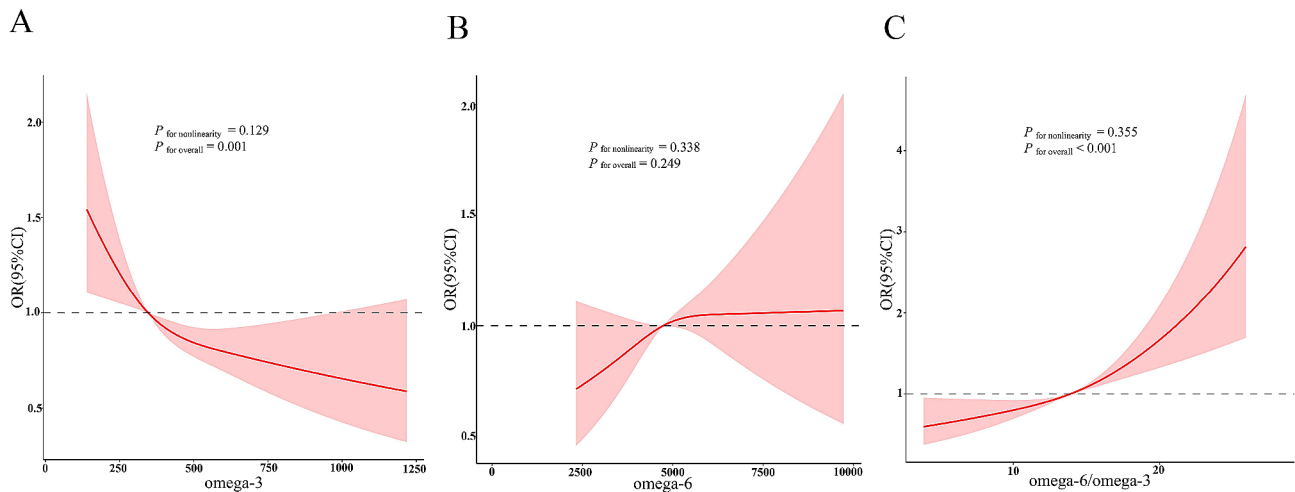 A
OR(95%CI)
2.0
1.5
1.0
0.5
P for nonlinearity = 0.129
P for overall = 0.001
0 250 500 750 1000 1250
omega-3
B
OR(95%CI)
2.0
1.5
1.0
0.5
P for nonlinearity = 0.338
P for overall = 0.249
0 2500 5000 7500 10000
omega-6
C
OR(95%CI)
4
3
2
1
P for nonlinearity = 0.355
P for overall < 0.001
10 20
omega-6/omega-3